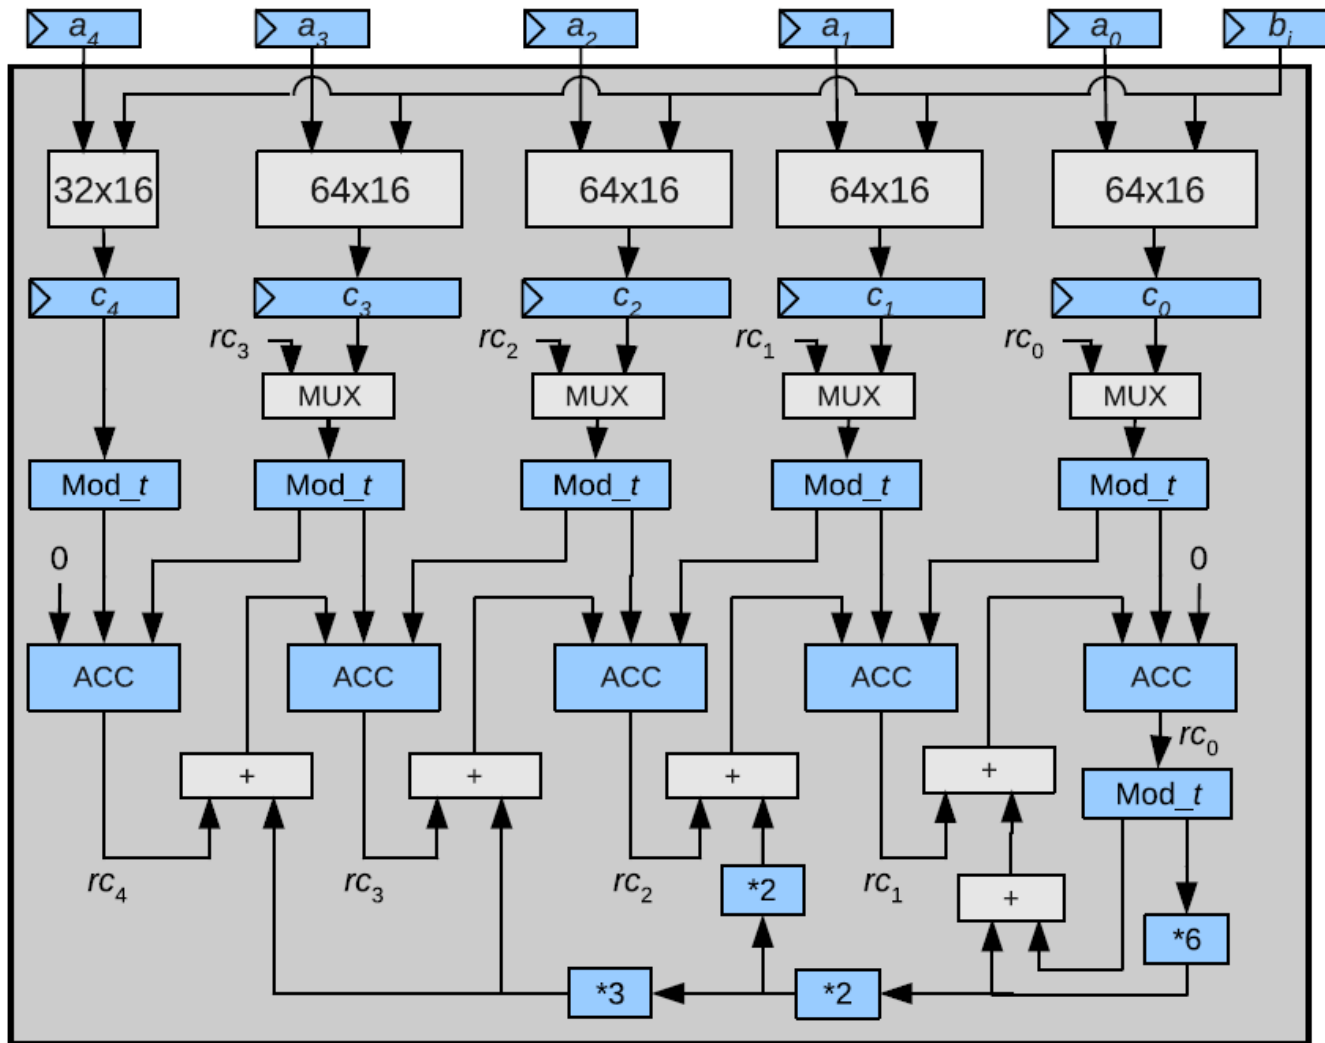 a₄ a₃ a₂ a₁ a₀ bᵢ
32x16 64x16 64x16 64x16 64x16
c₄ c₃ c₂ c₁ c₀
rc₃ rc₂ rc₁ rc₀
MUX MUX MUX MUX
Mod_t Mod_t Mod_t Mod_t Mod_t
0 0
ACC ACC ACC ACC ACC
rc₀
+ + + +
Mod_t
rc₄ rc₃ rc₂ rc₁
*2 +
*6
*3 *2